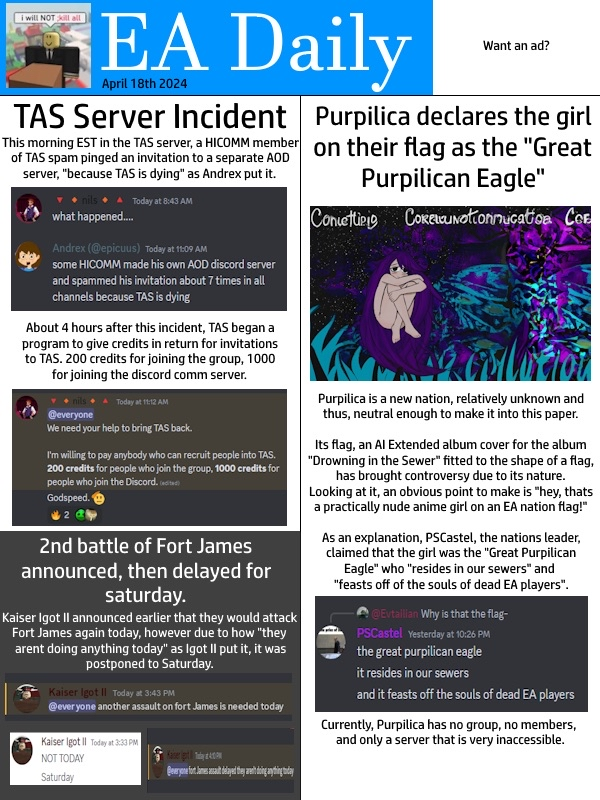 i will NOT kill all
EA Daily
April 18th 2024
Want an ad?
TAS Server Incident
This morning EST in the TAS server, a HICOMM member
of TAS spam pinged an invitation to a separate AOD
server, "because TAS is dying" as Andrex put it.
nils Today at 8:43 AM
what happened....
Andrex (@epicuus) Today at 11:09 AM
some HICOMM made his own AOD discord server
and spammed his invitation about 7 times in all
channels because TAS is dying
About 4 hours after this incident, TAS began a
program to give credits in return for invitations
to TAS. 200 credits for joining the group, 1000
for joining the discord comm server.
nils Today at 11:12 AM
@everyone
We need your help to bring TAS back.
I'm willing to pay anybody who can recruit people into TAS.
200 credits for people who join the group, 1000 credits for
people who join the Discord. (edited)
Godspeed.
2
2nd battle of Fort James
announced, then delayed for
saturday.
Kaiser Igot II announced earlier that they would attack
Fort James again today, however due to how "they
arent doing anything today" as Igot II put it, it was
postponed to Saturday.
Kaiser Igot II Today at 3:43 PM
@everyone another assault on fort James is needed today
Kaiser Igot II Today at 3:33 PM
NOT TODAY
Saturday
Kaiser Igot II Today at
@everyone fort James assault delayed they aren't doing anything today
Purpilica declares the girl
on their flag as the "Great
Purpilican Eagle"
Purpilica is a new nation, relatively unknown and
thus, neutral enough to make it into this paper.
Its flag, an AI Extended album cover for the album
"Drowning in the Sewer" fitted to the shape of a flag,
has brought controversy due to its nature.
Looking at it, an obvious point to make is "hey, thats
a practically nude anime girl on an EA nation flag!"
As an explanation, PSCastel, the nations leader,
claimed that the girl was the "Great Purpilican
Eagle" who "resides in our sewers" and
"feasts off of the souls of dead EA players".
@Evtallian Why is that the flag-
PSCastel Yesterday at 10:26 PM
the great purpilican eagle
it resides in our sewers
and it feasts off the souls of dead EA players
Currently, Purpilica has no group, no members,
and only a server that is very inaccessible.